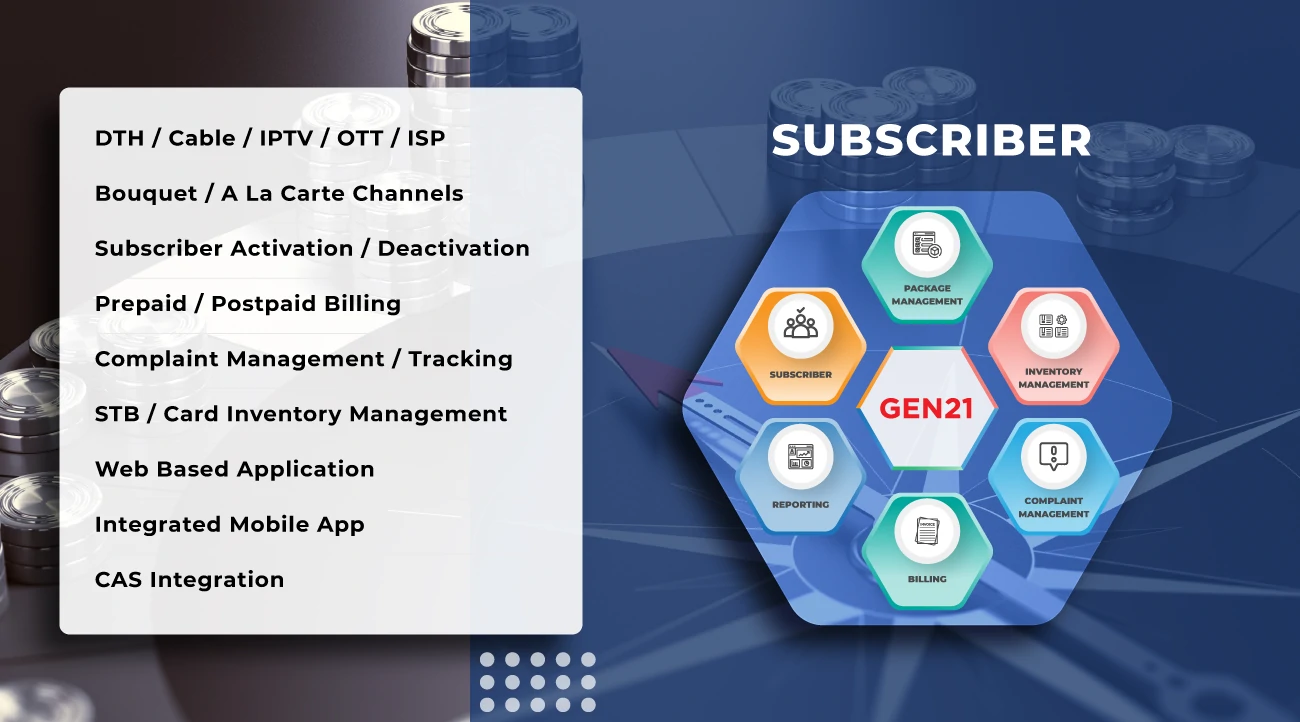 DTH / Cable / IPTV / OTT / ISP
Bouquet / A La Carte Channels
Subscriber Activation / Deactivation
Prepaid / Postpaid Billing
Complaint Management / Tracking
STB / Card Inventory Management
Web Based Application
Integrated Mobile App
CAS Integration
SUBSCRIBER
PACKAGE
MANAGEMENT
SUBSCRIBER
INVENTORY
MANAGEMENT
GEN21
REPORTING
COMPLAINT
MANAGEMENT
INVOICE
BILLING